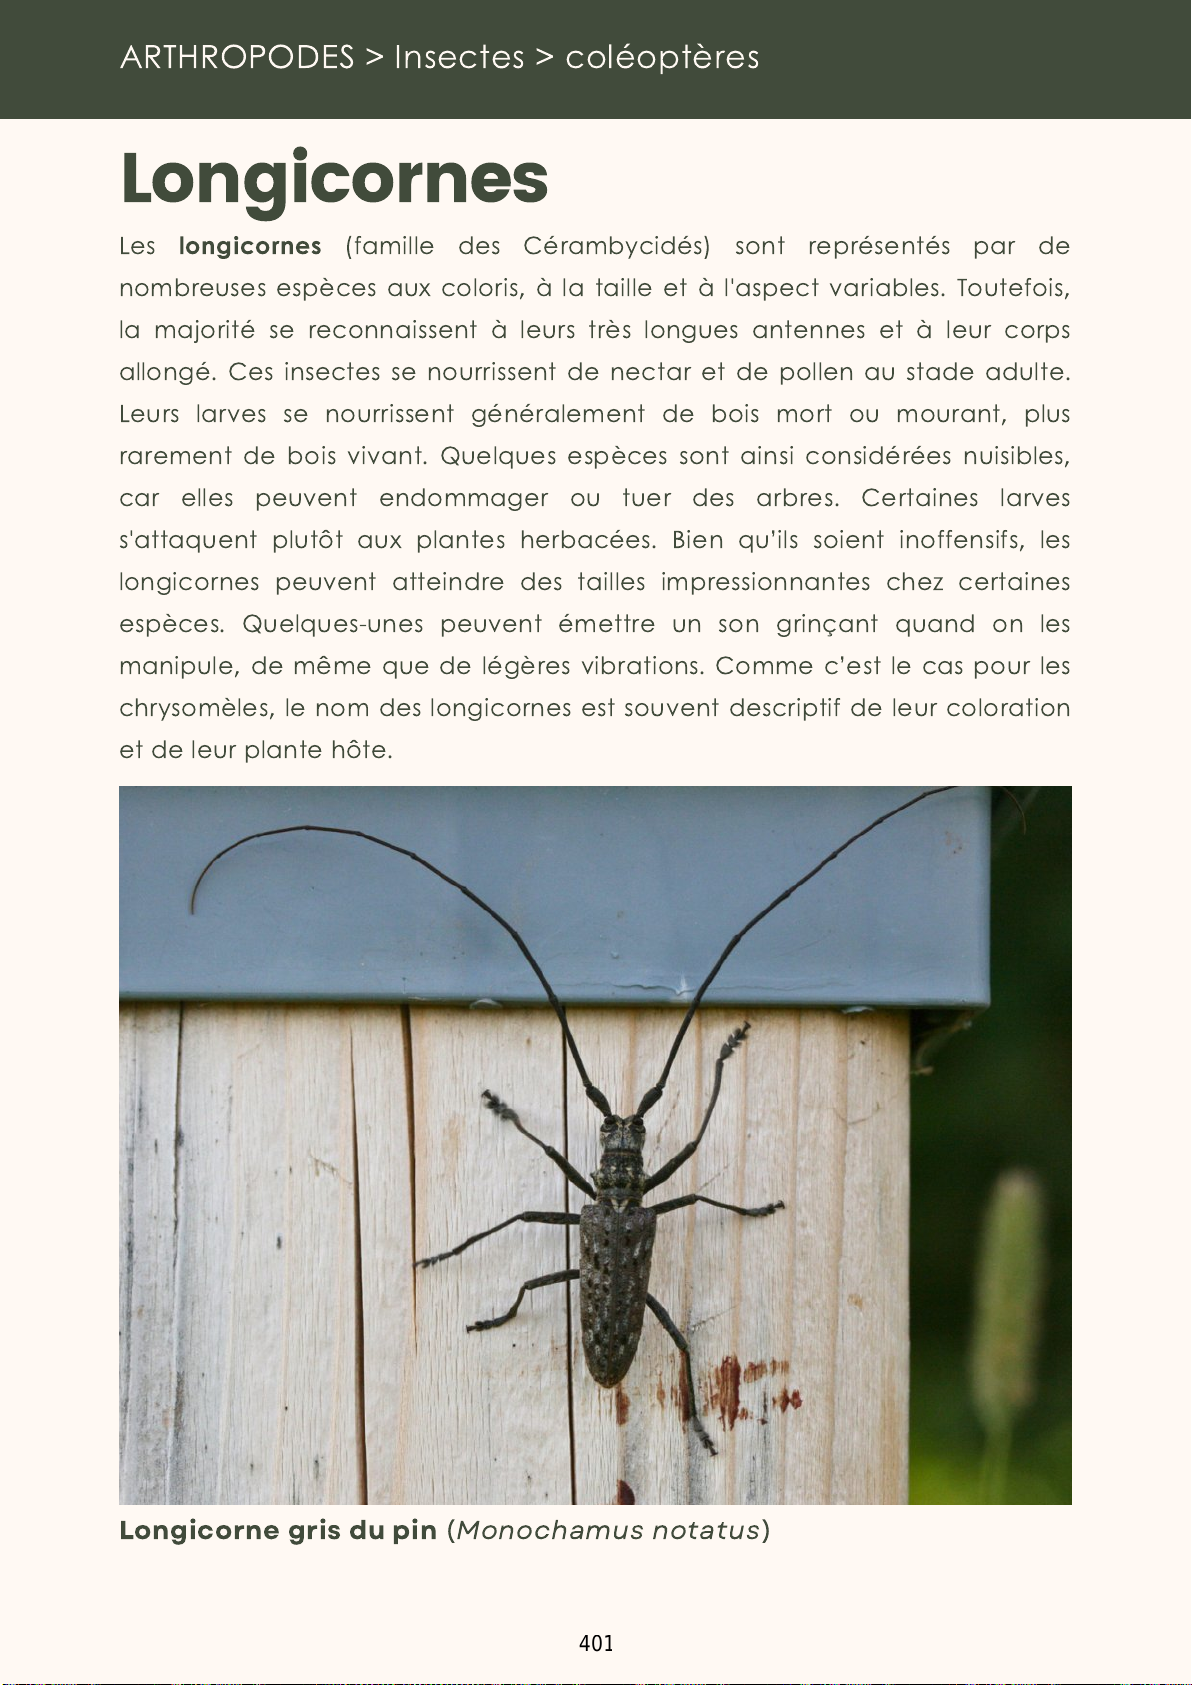 ARTHROPODES > Insectes > coléoptères
Longicornes
Les longicornes (famille des Cérambycidés) sont représentés par de
nombreuses espèces aux coloris, à la taille et à l'aspect variables. Toutefois,
la majorité se reconnaissent à leurs très longues antennes et à leur corps
allongé. Ces insectes se nourrissent de nectar et de pollen au stade adulte.
Leurs larves se nourrissent généralement de bois mort ou mourant, plus
rarement de bois vivant. Quelques espèces sont ainsi considérées nuisibles,
car elles peuvent endommager ou tuer des arbres. Certaines larves
s'attaquent plutôt aux plantes herbacées. Bien qu'ils soient inoffensifs, les
longicornes peuvent atteindre des tailles impressionnantes chez certaines
espèces. Quelques-unes peuvent émettre un son grinçant quand on les
manipule, de même que de légères vibrations. Comme c'est le cas pour les
chrysomèles, le nom des longicornes est souvent descriptif de leur coloration
et de leur plante hôte.
Longicorne gris du pin (Monochamus notatus)
401